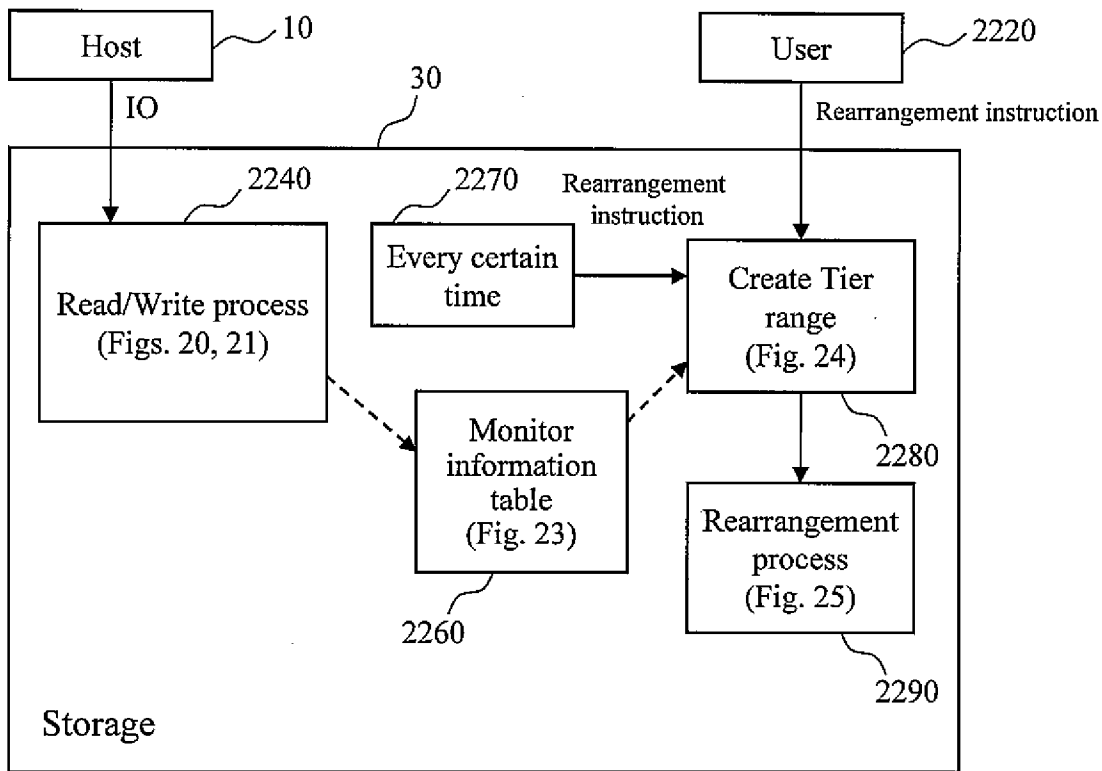 Host
10
User
2220
IO
30
Rearrangement instruction
2240
2270
Rearrangement
instruction
Read/Write process
(Figs. 20, 21)
Every certain
time
Create Tier
range
(Fig. 24)
2280
Monitor
information
table
(Fig. 23)
2260
Rearrangement
process
(Fig. 25)
2290
Storage